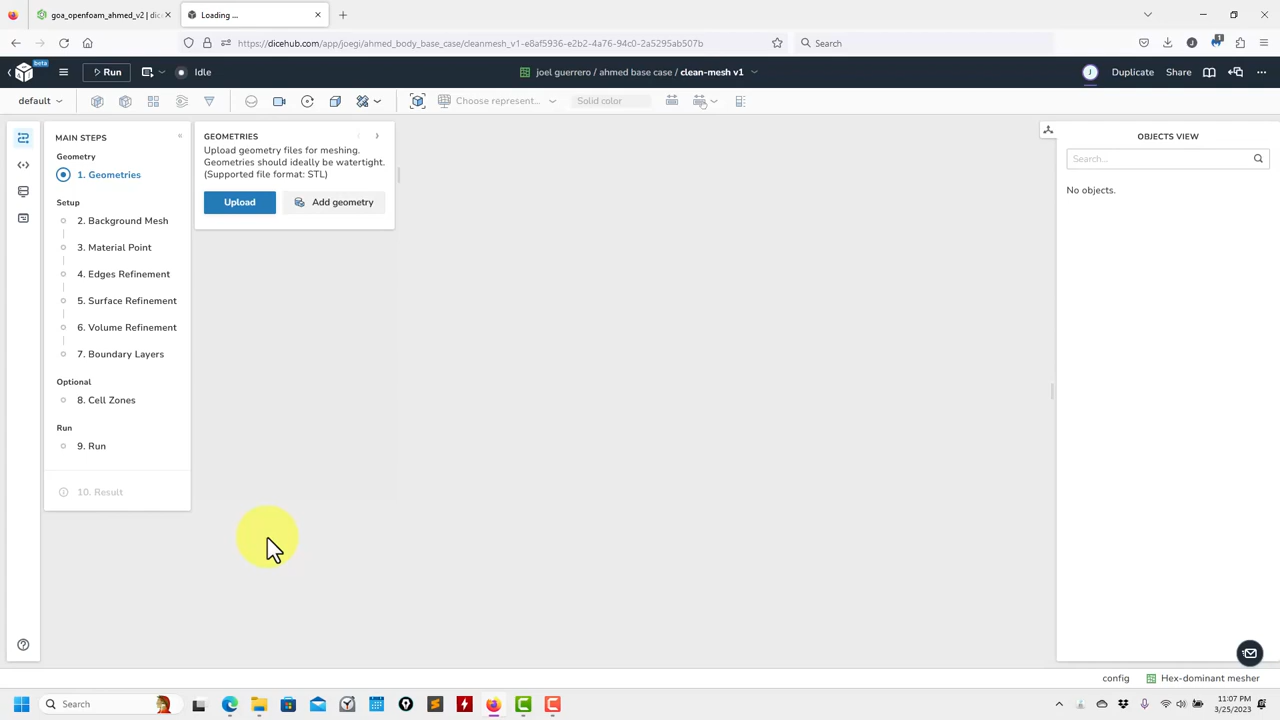 goa_openfoam_ahmed_v2 | dice
Loading ...
https://dicehub.com/app/joegi/ahmed_body_base_case/cleanmesh_1-e8af5936-e2b2-4a76-94c0-2a5295ab507b
Search
beta
Run
Idle
joel guerrero / ahmed base case / clean-mesh v1
J
Duplicate
Share
default
Choose represent...
Solid color
MAIN STEPS
Geometry
1. Geometries
Setup
2. Background Mesh
3. Material Point
4. Edges Refinement
5. Surface Refinement
6. Volume Refinement
7. Boundary Layers
Optional
8. Cell Zones
Run
9. Run
10. Result
GEOMETRIES
Upload geometry files for meshing.
Geometries should ideally be watertight.
(Supported file format: STL)
Upload
Add geometry
OBJECTS VIEW
Search...
No objects.
config
Hex-dominant mesher
Search
11:07 PM
3/25/2023